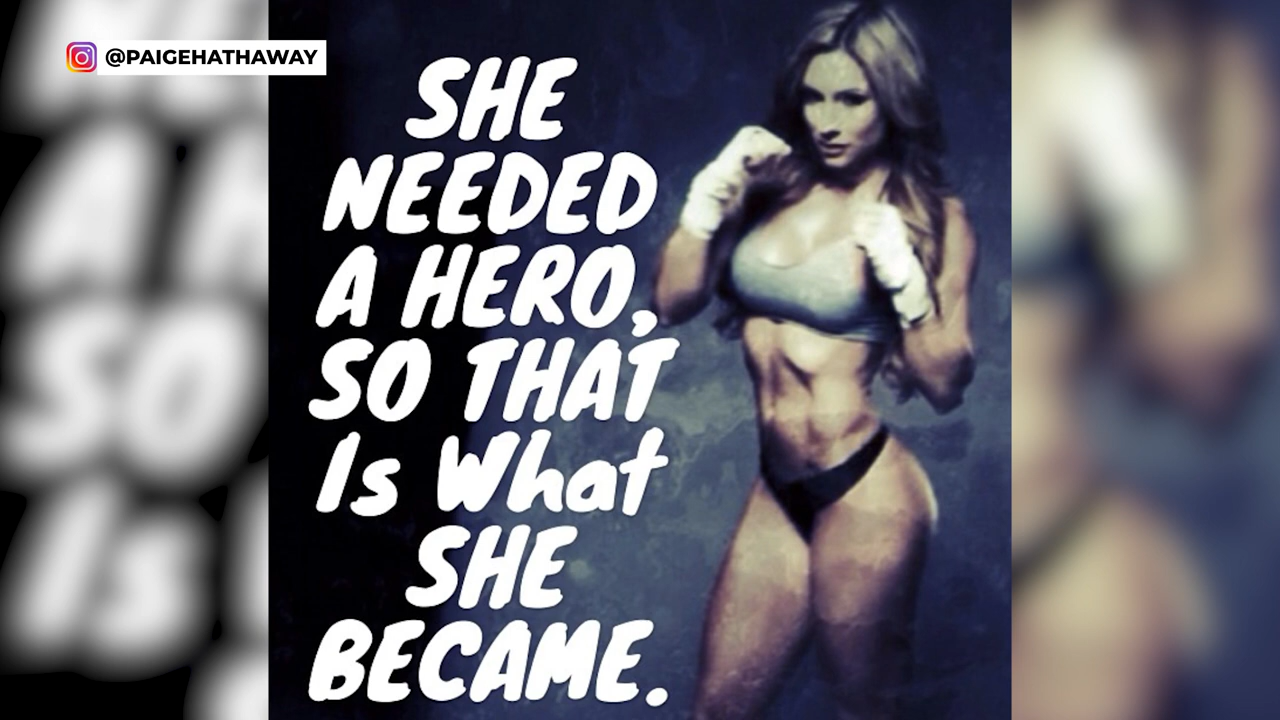 @PAIGEHATHAWAY
SHE
NEEDED
A HERO,
SO THAT
Is What
SHE
BECAME.